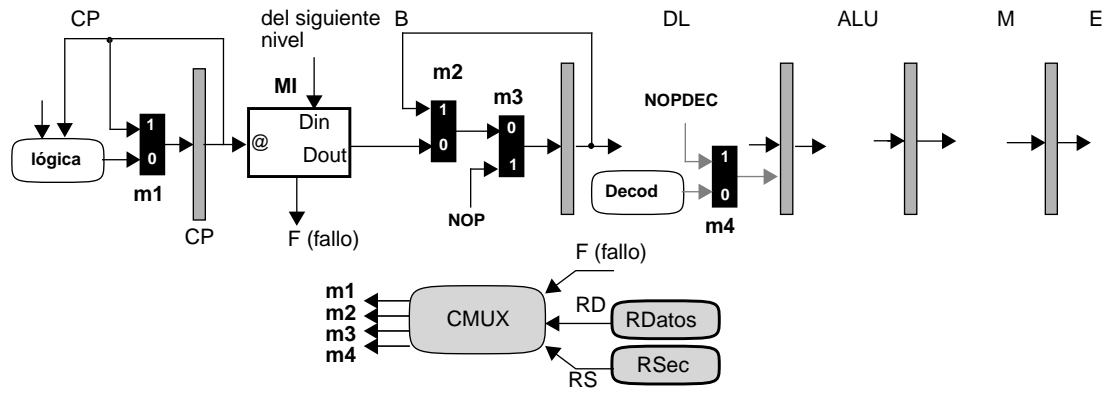 CP
del siguiente
nivel
B
DL
ALU
M
E
MI
m2
m3
NOPDEC
1
Din
1
0
@
lógica
0
Dout
0
1
1
Decod
0
m1
NOP
m4
CP
F (fallo)
F (fallo)
m1
m2
m3
m4
CMUX
RD
RDatos
RS
RSec